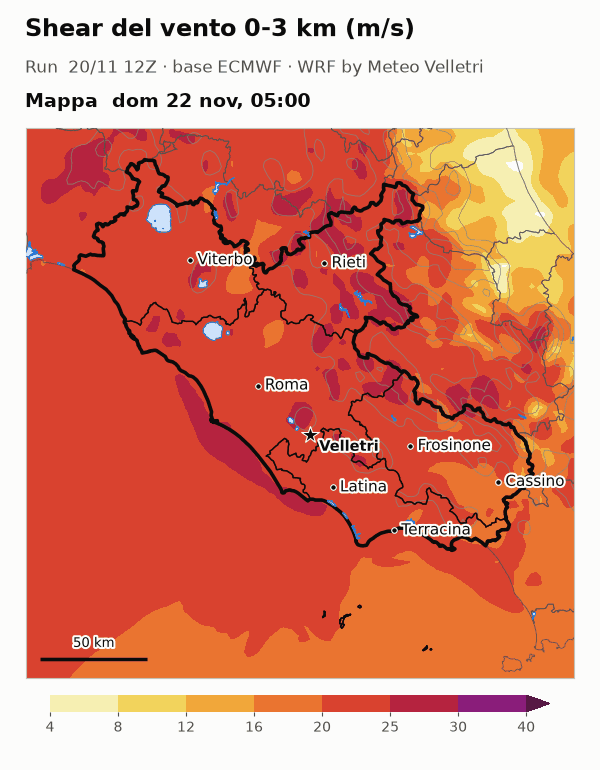 Shear del vento 0-3 km (m/s)
Run  20/11 12Z · base ECMWF · WRF by Meteo Velletri
Mappa  dom 22 nov, 05:00
Viterbo
Rieti
Roma
Velletri
Frosinone
Latina
Cassino
Terracina
50 km
4 8 12 16 20 25 30 40